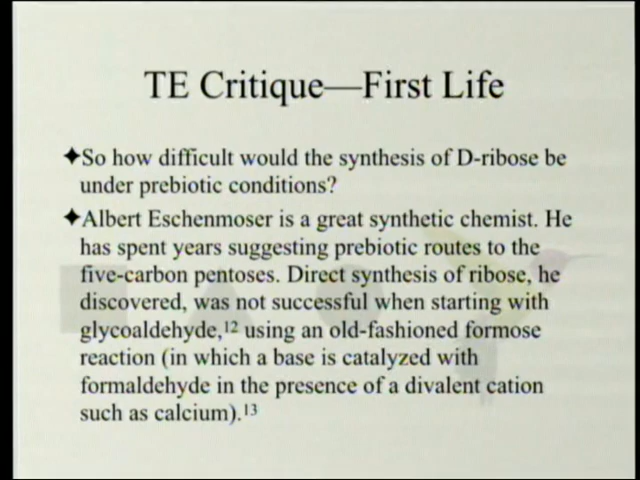 TE Critique—First Life
✦So how difficult would the synthesis of D-ribose be
under prebiotic conditions?
✦Albert Eschenmoser is a great synthetic chemist. He
has spent years suggesting prebiotic routes to the
five-carbon pentoses. Direct synthesis of ribose, he
discovered, was not successful when starting with
glycoaldehyde,¹² using an old-fashioned formose
reaction (in which a base is catalyzed with
formaldehyde in the presence of a divalent cation
such as calcium).¹³